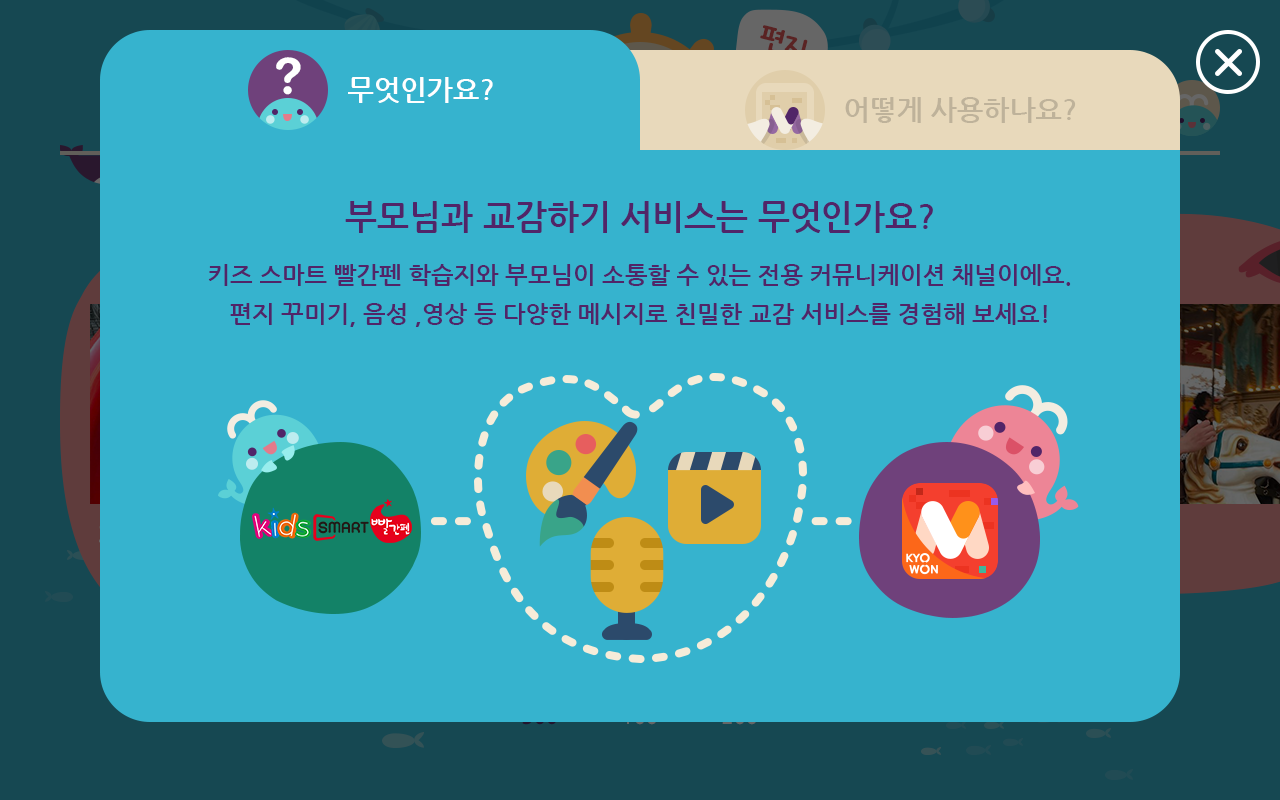 편지
무엇인가요?
어떻게 사용하나요?
부모님과 교감하기 서비스는 무엇인가요?
키즈 스마트 빨간펜 학습지와 부모님이 소통할 수 있는 전용 커뮤니케이션 채널이에요.
편지 꾸미기, 음성 ,영상 등 다양한 메시지로 친밀한 교감 서비스를 경험해 보세요!
kids SMART 빨간펜
KYO
WON